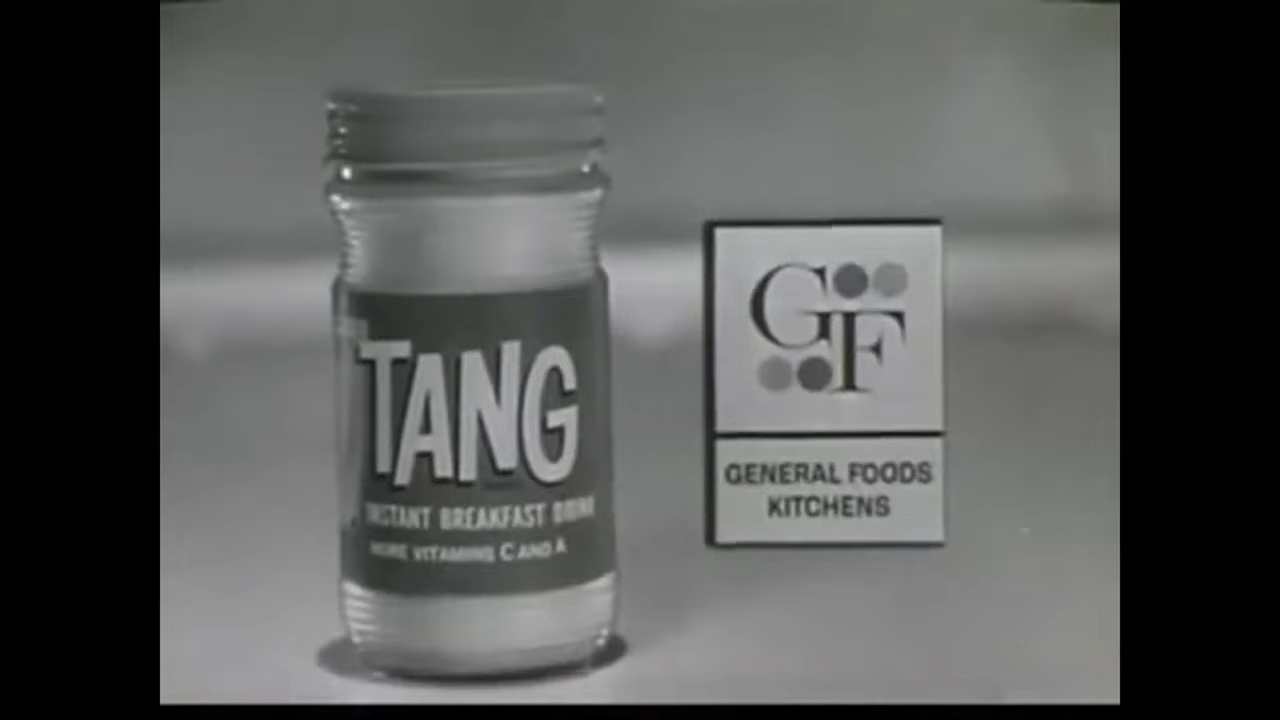 TANG
INSTANT BREAKFAST DRINK
MORE VITAMINS C AND A
GF
GENERAL FOODS
KITCHENS